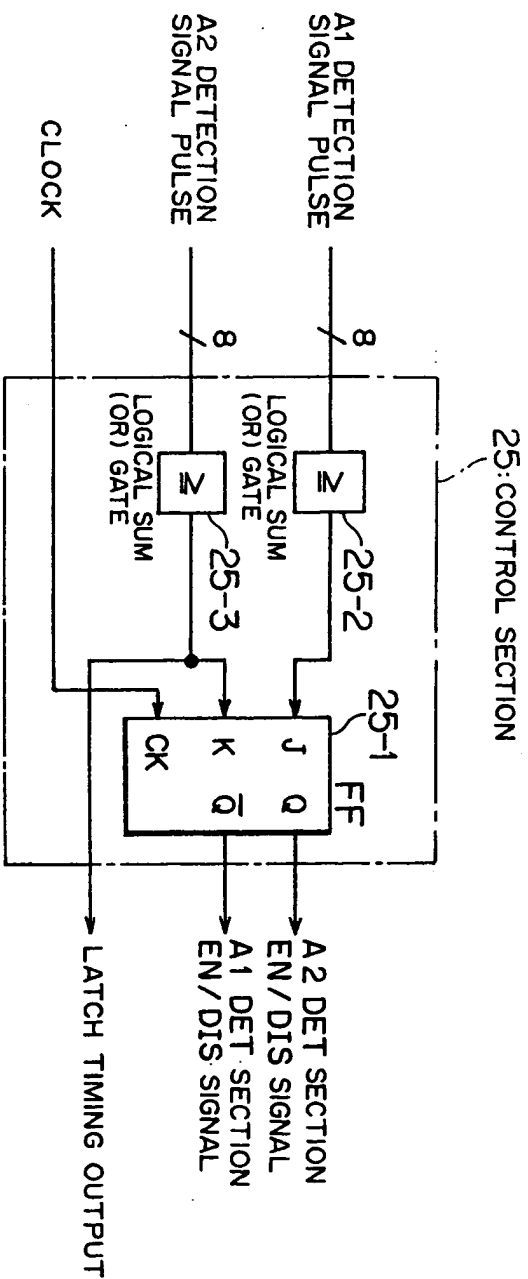 25: CONTROL SECTION
A1 DETECTION
SIGNAL PULSE
8
LOGICAL SUM
(OR) GATE
≥
25-2
A2 DETECTION
SIGNAL PULSE
8
LOGICAL SUM
(OR) GATE
≥
25-3
CLOCK
25-1
FF
J Q
K Q̅
CK
A2 DET SECTION
EN/DIS SIGNAL
A1 DET SECTION
EN/DIS SIGNAL
LATCH TIMING OUTPUT